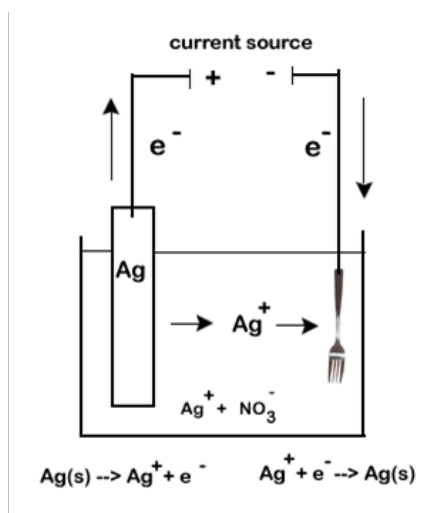 current source
+ -
e⁻ e⁻
Ag
Ag⁺
Ag⁺ + NO₃⁻
Ag(s) --> Ag⁺ + e⁻ Ag⁺ + e⁻ --> Ag(s)